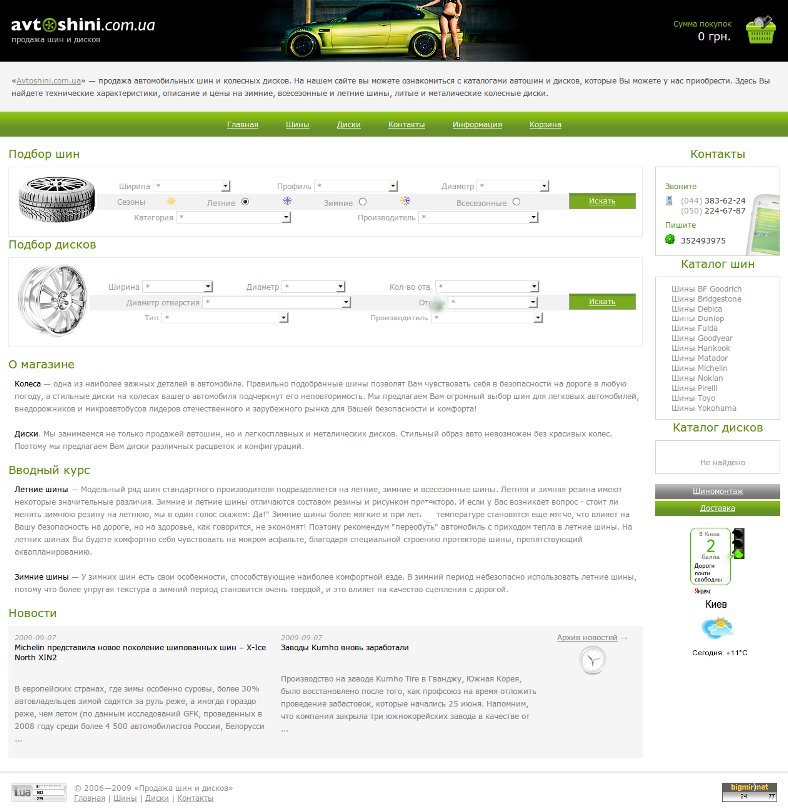 avtoshini.com.ua
продажа шин и дисков
Сумма покупок
0 грн.
«Avtoshini.com.ua» — продажа автомобильных шин и колесных дисков. На нашем сайте вы можете ознакомиться с каталогами автошин и дисков, которые Вы можете у нас приобрести. Здесь Вы
найдете технические характеристики, описание и цены на зимние, всесезонные и летние шины, литые и металические колесные диски.
Главная Шины Диски Контакты Информация Корзина
Подбор шин
Ширина * Профиль * Диаметр *
Сезоны Летние Зимние Всесезонные
Искать
Категория * Производитель *
Подбор дисков
Ширина * Диаметр * Кол-во отв. *
Диаметр отверстия * От *
Искать
Тип * Производитель *
О магазине
Колеса — одна из наиболее важных деталей в автомобиле. Правильно подобранные шины позволят Вам чувствовать себя в безопасности на дороге в любую
погоду, а стильные диски на колесах вашего автомобиля подчеркнут его неповторимость. Мы предлагаем Вам огромный выбор шин для легковых автомобилей,
внедорожников и микроавтобусов лидеров отечественного и зарубежного рынка для Вашей безопасности и комфорта!
Диски. Мы занимаемся не только продажей автошин, но и легкосплавных и металических дисков. Стильный образ авто невозможен без красивых колес.
Поэтому мы предлагаем Вам диски различных расцветок и конфигураций.
Вводный курс
Летние шины — Модельный ряд шин стандартного производителя подразделяется на летние, зимние и всесезонные шины. Летняя и зимняя резина имеют
некоторые значительные различия. Зимние и летние шины отличаются составом резины и рисунком протектора. И если у Вас возникает вопрос - стоит ли
менять зимнюю резину на летнюю, мы в один голос скажем: Да!" Зимние шины более мягкие и при лет. температуре становятся еще мягче, что влияет на
Вашу безопасность на дороге, но на здоровье, как говорится, не экономят! Поэтому рекомендуем "переобуть" автомобиль с приходом тепла в летние шины. На
летних шинах Вы будете комфортно себя чувствовать на мокром асфальте, благодаря специальной строению протектора шины, препятствующий
аквапланированию.
Зимние шины — У зимних шин есть свои особенности, способствующие наиболее комфортной езде. В зимний период небезопасно использовать летние шины,
потому что более упругая текстура в зимний период становится очень твердой, и это влияет на качество сцепления с дорогой.
Новости
2009-09-07
Michelin представила новое поколение шипованных шин – X-Ice
North XIN2
В европейских странах, где зимы особенно суровы, более 30%
автовладельцев зимой садятся за руль реже, а иногда гораздо
реже, чем летом (по данным исследований GFK, проведенных в
2008 году среди более 4 500 автомобилистов России, Белорусси
...
2009-09-07
Заводы Kumho вновь заработали
Производство на заводе Kumho Tire в Гванджу, Южная Корея,
было восстановлено после того, как профсоюз на время отложить
проведение забастовок, которые начались 25 июня. Напомним,
что компания закрыла три южнокорейских завода в качестве от
...
Архив новостей →
Контакты
Звоните
(044) 383-62-24
(050) 224-67-87
Пишите
352493975
Каталог шин
Шины BF Goodrich
Шины Bridgestone
Шины Debica
Шины Dunlop
Шины Fulda
Шины Goodyear
Шины Hankook
Шины Matador
Шины Michelin
Шины Nokian
Шины Pirelli
Шины Toyo
Шины Yokohama
Каталог дисков
Не найдено
Шиномонтаж
Доставка
В Киеве
2
балла
Дороги
почти
свободны
Яндекс
Киев
Сегодня +11°C
i.ua
© 2006—2009 «Продажа шин и дисков»
Главная | Шины | Диски | Контакты
bigmir)net
24 77